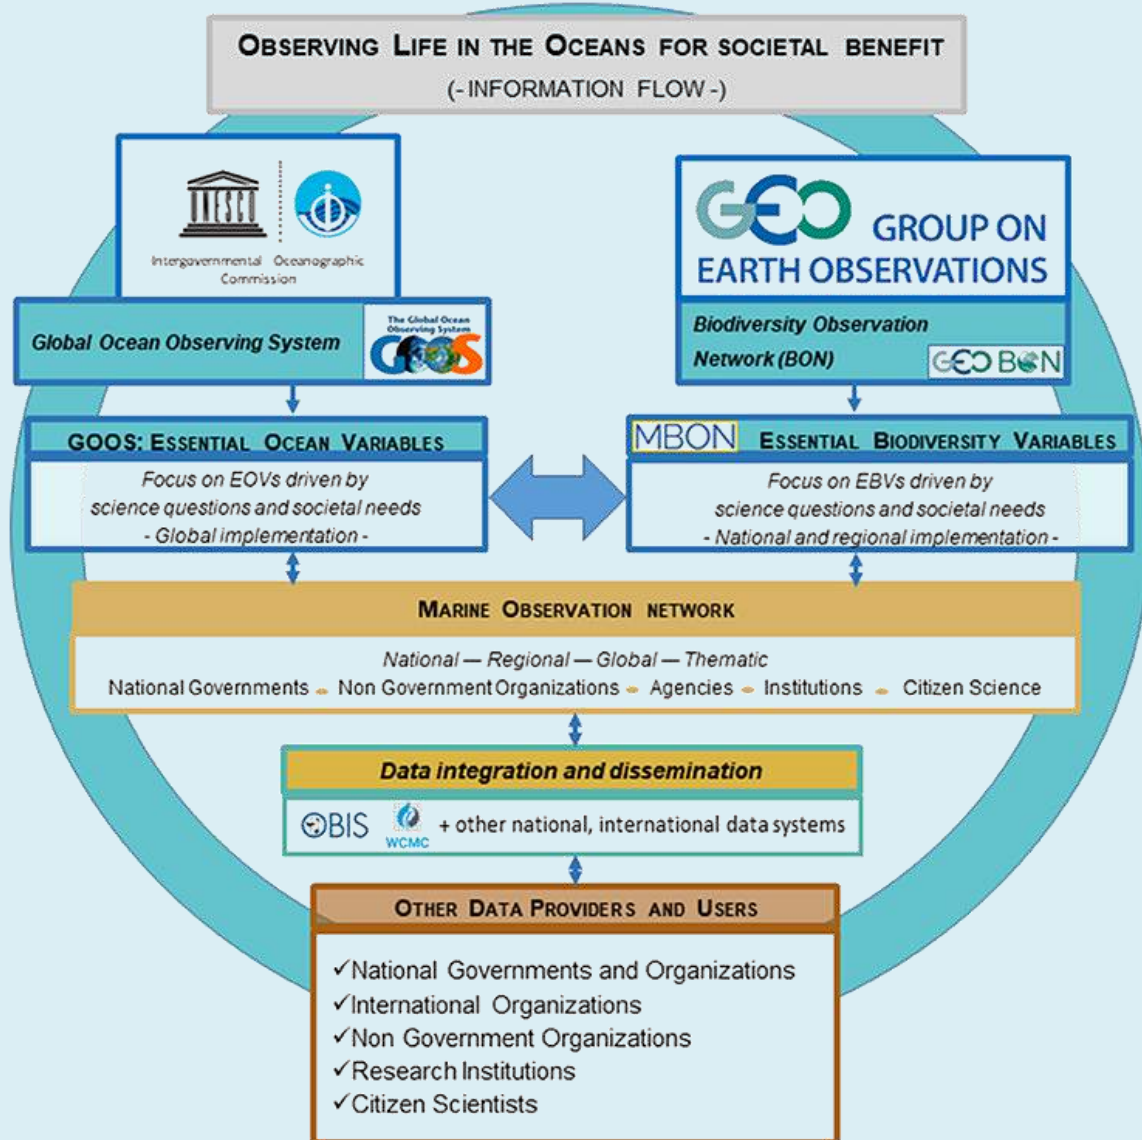 OBSERVING LIFE IN THE OCEANS FOR SOCIETAL BENEFIT
(- INFORMATION FLOW -)
UNESCO
Intergovernmental Oceanographic
Commission
Global Ocean Observing System
The Global Ocean
Observing System
GOOS
GEO GROUP ON
EARTH OBSERVATIONS
Biodiversity Observation
Network (BON)
GEO BON
GOOS: ESSENTIAL OCEAN VARIABLES
Focus on EOVs driven by
science questions and societal needs
- Global implementation -
MBON ESSENTIAL BIODIVERSITY VARIABLES
Focus on EBVs driven by
science questions and societal needs
- National and regional implementation -
MARINE OBSERVATION NETWORK
National — Regional — Global — Thematic
National Governments - Non Government Organizations - Agencies - Institutions - Citizen Science
Data integration and dissemination
OBIS WCMC + other national, international data systems
OTHER DATA PROVIDERS AND USERS
✓National Governments and Organizations
✓International Organizations
✓Non Government Organizations
✓Research Institutions
✓Citizen Scientists